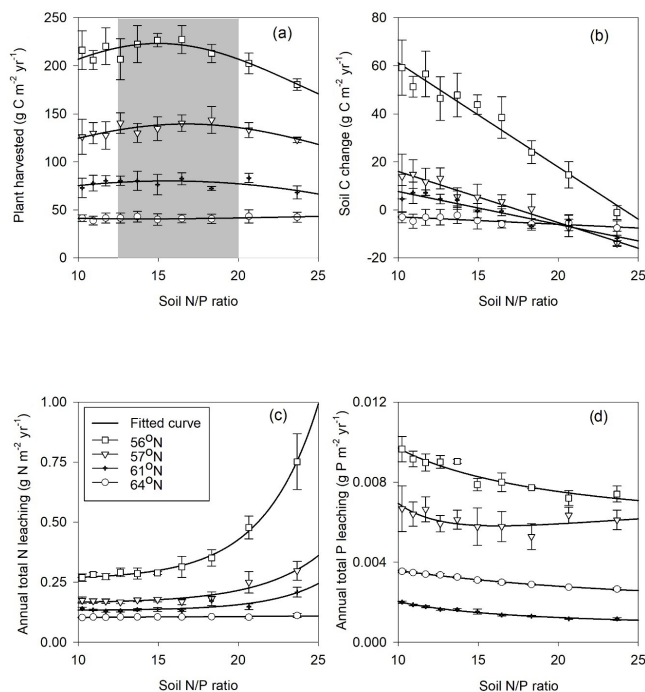 (a)
Plant harvested (g C m-2 yr-1)
250
200
150
100
50
0
10 15 20 25
Soil N/P ratio
(b)
Soil C change (g C m-2 yr-1)
80
60
40
20
0
-20
10 15 20 25
Soil N/P ratio
(c)
Annual total N leaching (g N m-2 yr-1)
1.00
0.75
0.50
0.25
0.00
Fitted curve
56oN
57oN
61oN
64oN
10 15 20 25
Soil N/P ratio
(d)
Annual total P leaching (g P m-2 yr-1)
0.012
0.008
0.004
0.000
10 15 20 25
Soil N/P ratio